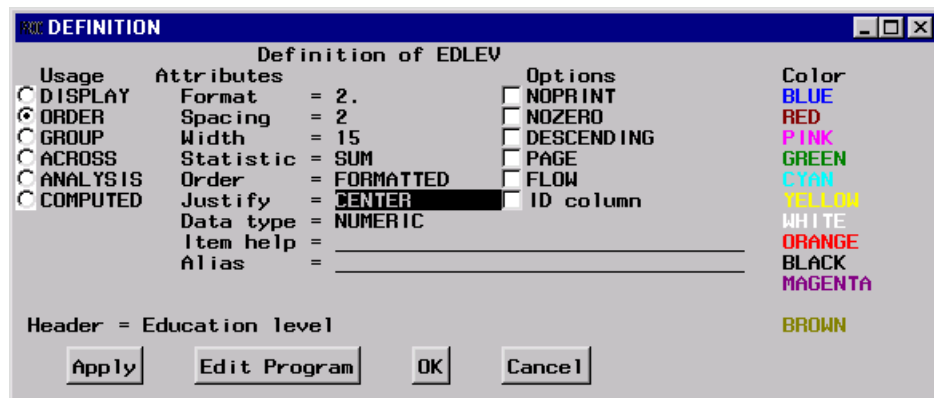 DEFINITION
Definition of EDLEV
Usage Attributes Options Color
DISPLAY Format = 2. NOPRINT BLUE
ORDER Spacing = 2 NOZERO RED
GROUP Width = 15 DESCENDING PINK
ACROSS Statistic = SUM PAGE GREEN
ANALYSIS Order = FORMATTED FLOW CYAN
COMPUTED Justify = CENTER ID column YELLOW
Data type = NUMERIC WHITE
Item help = ORANGE
Alias = BLACK
MAGENTA
Header = Education level BROWN
Apply Edit Program OK Cancel